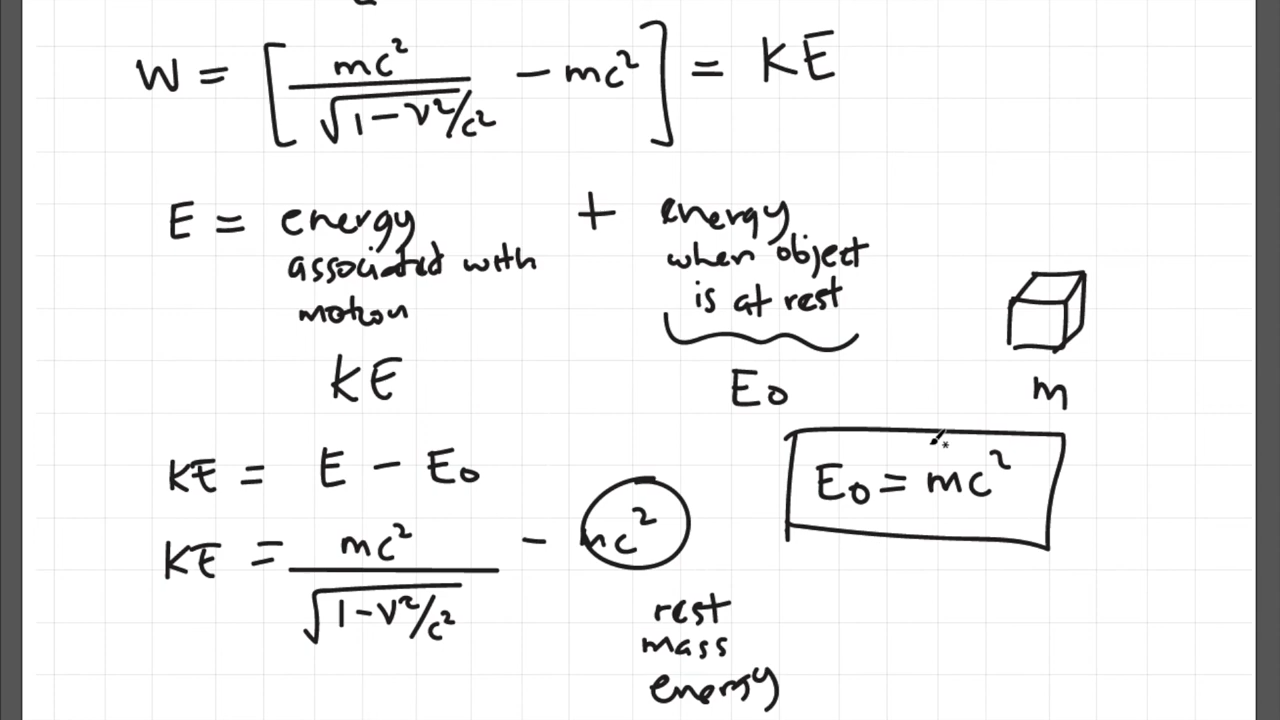 W = [ mc² / √(1 − v²/c²) − mc² ] = KE
E = energy associated with motion + energy when object is at rest
KE
E₀
m
KE = E − E₀
E₀ = mc²
KE = mc² / √(1 − v²/c²) − mc²
rest
mass
energy